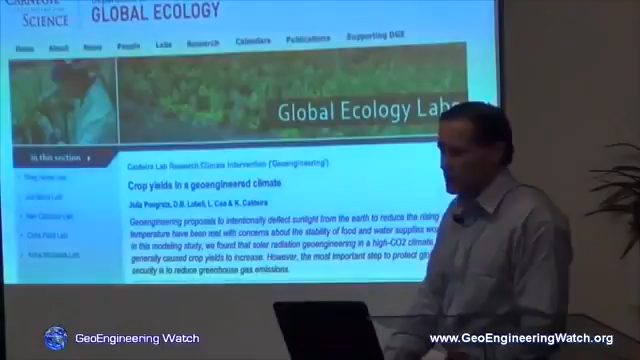 CARNEGIE
SCIENCE
GLOBAL ECOLOGY
Home About News People Labs Research Calendars Publications Supporting DGE
Global Ecology Labs
in this section
Caldeira Lab Research:Climate Intervention ('Geoengineering')
Crop yields in a geoengineered climate
Julia Pongratz, D.B. Lobell, L. Cao & K. Caldeira
Geoengineering proposals to intentionally deflect sunlight from the earth to reduce the rising
temperature have been met with concerns about the stability of food and water supplies
in this modeling study, we found that solar radiation geoengineering in a high-CO2 climate
generally caused crop yields to increase. However, the most important step to protect
security is to reduce greenhouse gas emissions.
GeoEngineering Watch
www.GeoEngineeringWatch.org